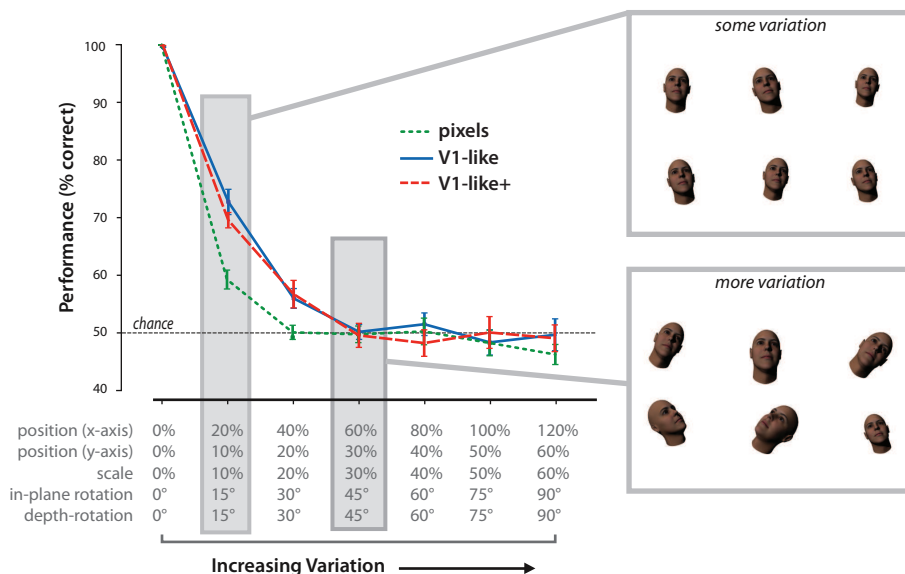 some variation
100
90
80
70
60
50
40
Performance (% correct)
pixels
V1-like
V1-like+
chance
more variation
position (x-axis) 0% 20% 40% 60% 80% 100% 120%
position (y-axis) 0% 10% 20% 30% 40% 50% 60%
scale 0% 10% 20% 30% 40% 50% 60%
in-plane rotation 0° 15° 30° 45° 60° 75° 90°
depth-rotation 0° 15° 30° 45° 60° 75° 90°
Increasing Variation